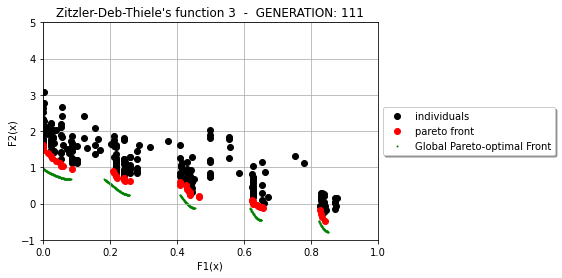 Zitzler-Deb-Thiele's function 3 - GENERATION: 111
5
4
3
2
1
0
−1
F2(x)
0.0 0.2 0.4 0.6 0.8 1.0
F1(x)
individuals
pareto front
Global Pareto-optimal Front